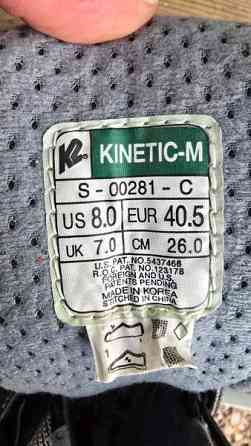 K2 KINETIC-M
S - 00281 - C
US 8.0 EUR 40.5
UK 7.0 CM 26.0
U.S. PAT. NO. 5437466
R.O.C. PAT. NO. 123178
FOREIGN AND U.S.
PATENTS PENDING
MADE IN KOREA
STITCHED IN CHINA